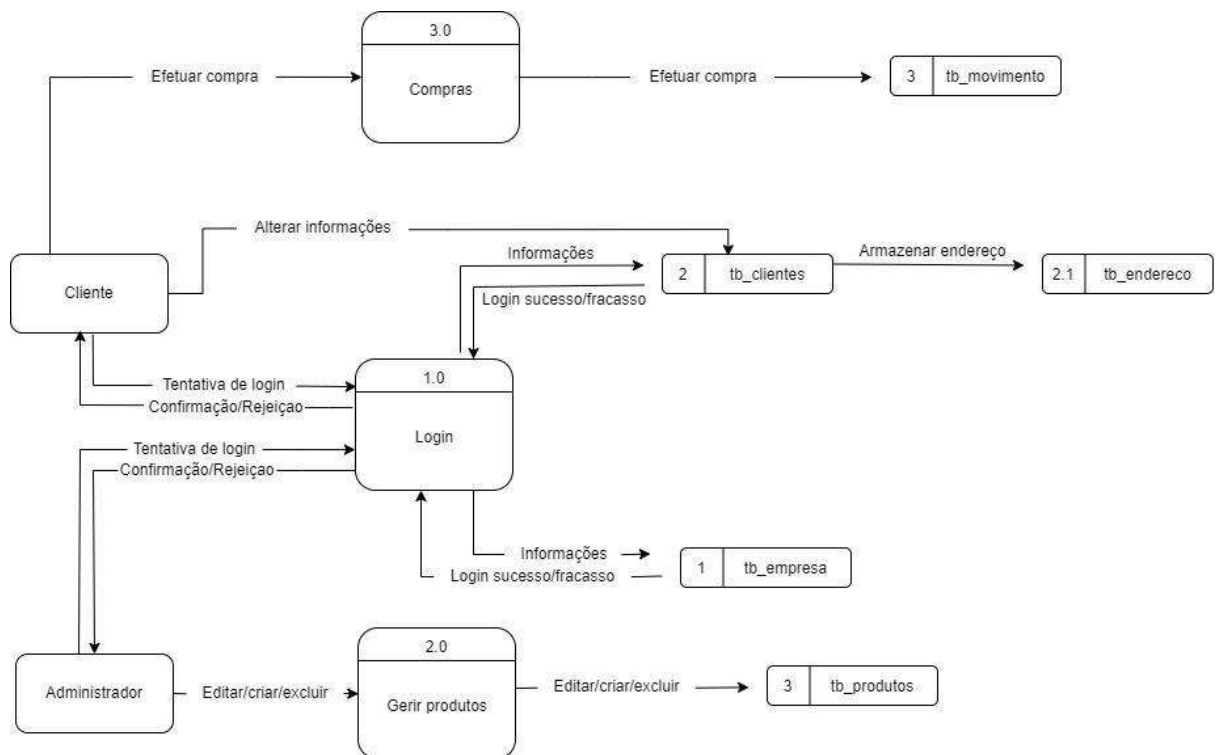 3.0
Efetuar compra
Compras
Efetuar compra
3 tb_movimento
Alterar informações
Informações
Armazenar endereço
Cliente
2 tb_clientes
2.1 tb_endereco
Login sucesso/fracasso
1.0
Tentativa de login
Confirmação/Rejeiçao
Login
Tentativa de login
Confirmação/Rejeiçao
Informações
Login sucesso/fracasso
1 tb_empresa
2.0
Administrador
Editar/criar/excluir
Gerir produtos
Editar/criar/excluir
3 tb_produtos